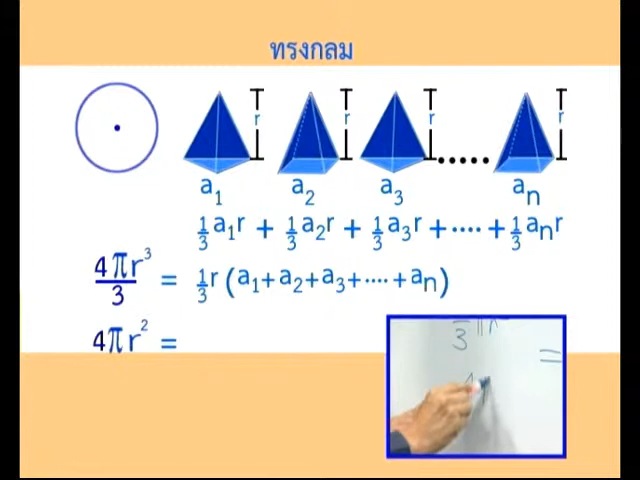 ทรงกลม
r r r r
a₁ a₂ a₃ aₙ
⅓a₁r + ⅓a₂r + ⅓a₃r + ···· + ⅓aₙr
4πr³/3 = ⅓r (a₁+a₂+a₃+····+aₙ)
4πr² =
3 π
=